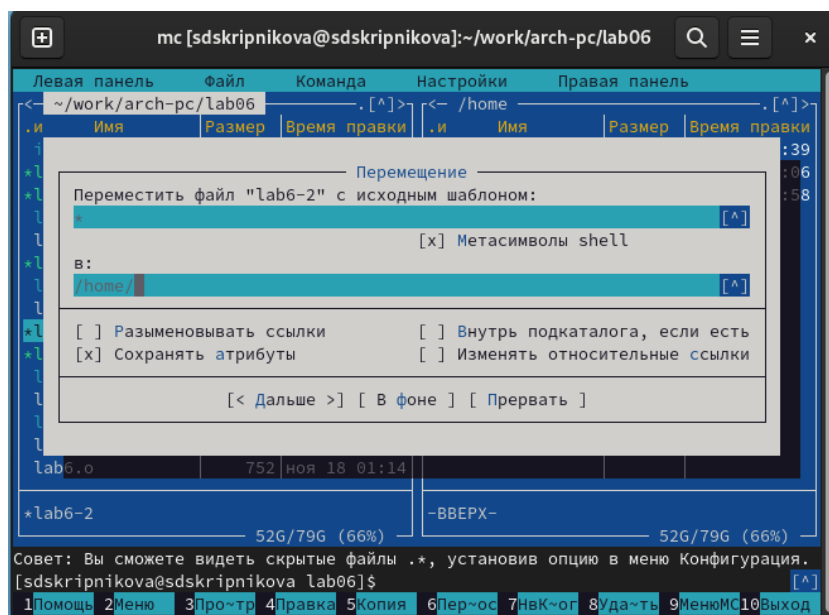 mc [sdskripnikova@sdskripnikova]:~/work/arch-pc/lab06
Левая панель Файл Команда Настройки Правая панель
<— ~/work/arch-pc/lab06 .[^]> <— /home .[^]>
.и Имя Размер Время правки .и Имя Размер Время правки
:39
*l :06
*l :58
Перемещение
Переместить файл "lab6-2" с исходным шаблоном:
* [^]
[x] Метасимволы shell
в:
/home/ [^]
[ ] Разыменовывать ссылки [ ] Внутрь подкаталога, если есть
[x] Сохранять атрибуты [ ] Изменять относительные ссылки
[< Дальше >] [ В фоне ] [ Прервать ]
lab6.o 752 ноя 18 01:14
*lab6-2 -ВВЕРХ-
52G/79G (66%) 52G/79G (66%)
Совет: Вы сможете видеть скрытые файлы .*, установив опцию в меню Конфигурация.
[sdskripnikova@sdskripnikova lab06]$ [^]
1Помощь 2Меню 3Про~тр 4Правка 5Копия 6Пер~ос 7НвК~ог 8Уда~ть 9МенюMC 10Выход